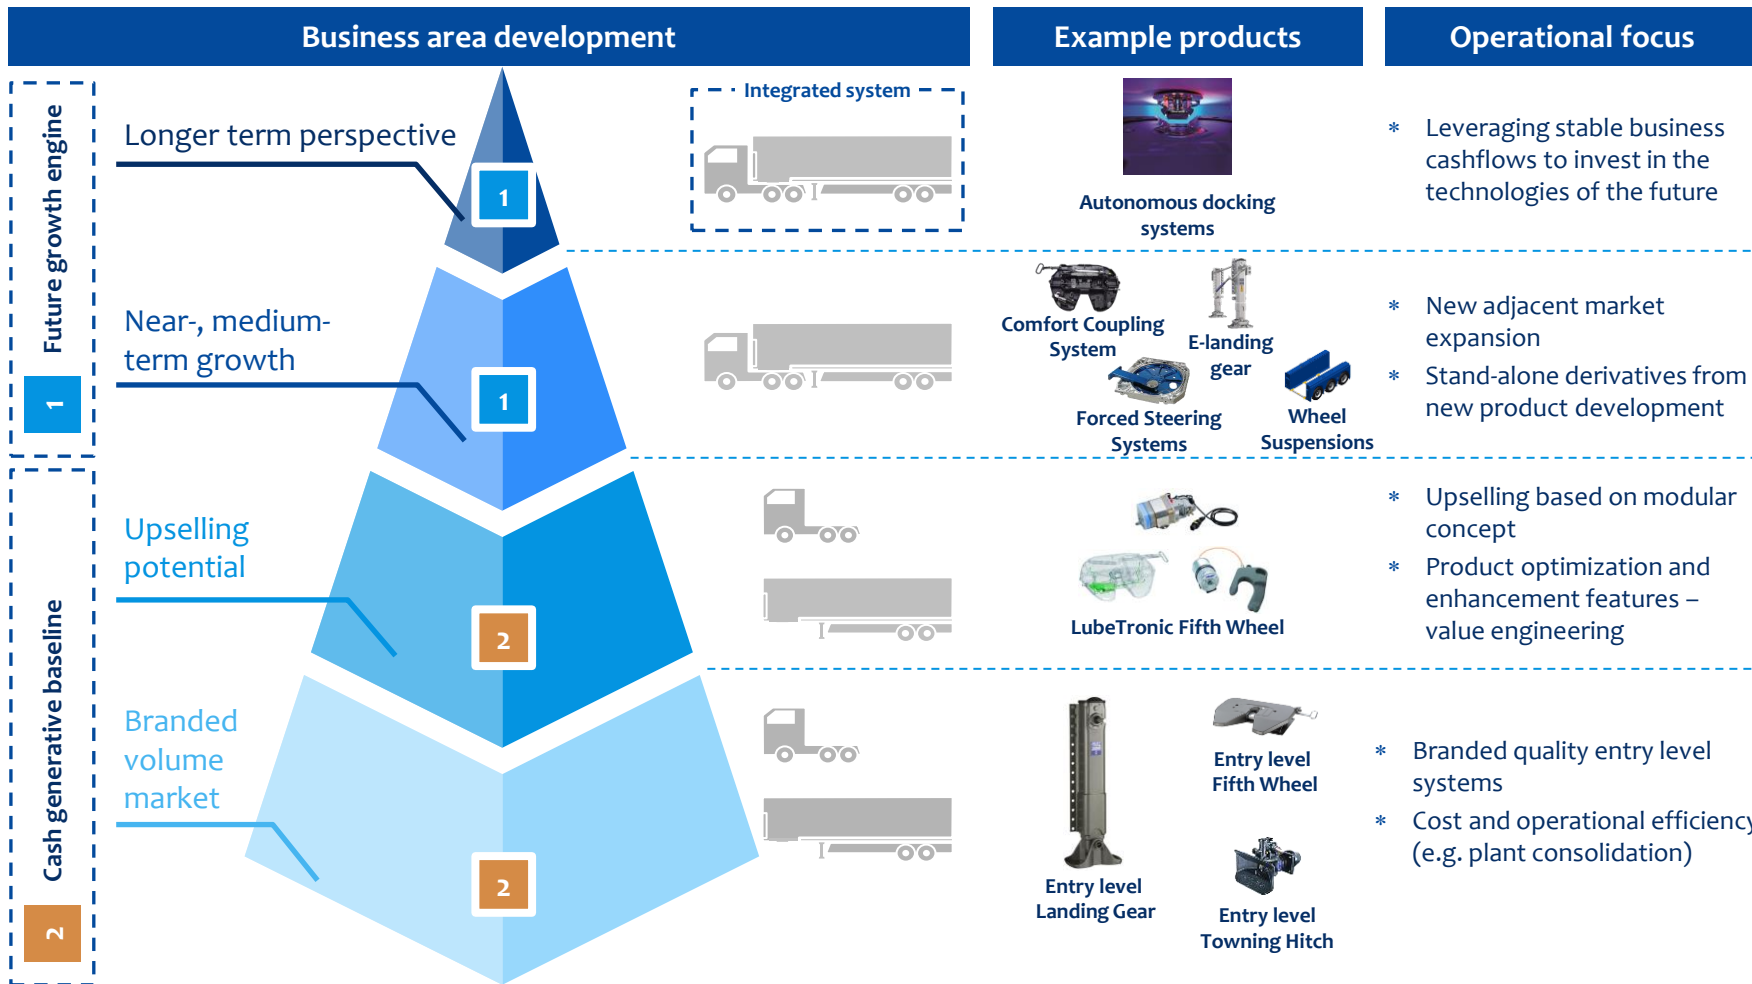 Business area development
Example products
Operational focus
Future growth engine
1
Longer term perspective
1
Integrated system
Autonomous docking
systems
* Leveraging stable business
cashflows to invest in the
technologies of the future
Near-, medium-
term growth
1
Comfort Coupling
System
E-landing
gear
Forced Steering
Systems
Wheel
Suspensions
* New adjacent market
expansion
* Stand-alone derivatives from
new product development
Cash generative baseline
2
Upselling
potential
2
LubeTronic Fifth Wheel
* Upselling based on modular
concept
* Product optimization and
enhancement features –
value engineering
Branded
volume
market
2
Entry level
Landing Gear
Entry level
Fifth Wheel
Entry level
Towning Hitch
* Branded quality entry level
systems
* Cost and operational efficiency
(e.g. plant consolidation)